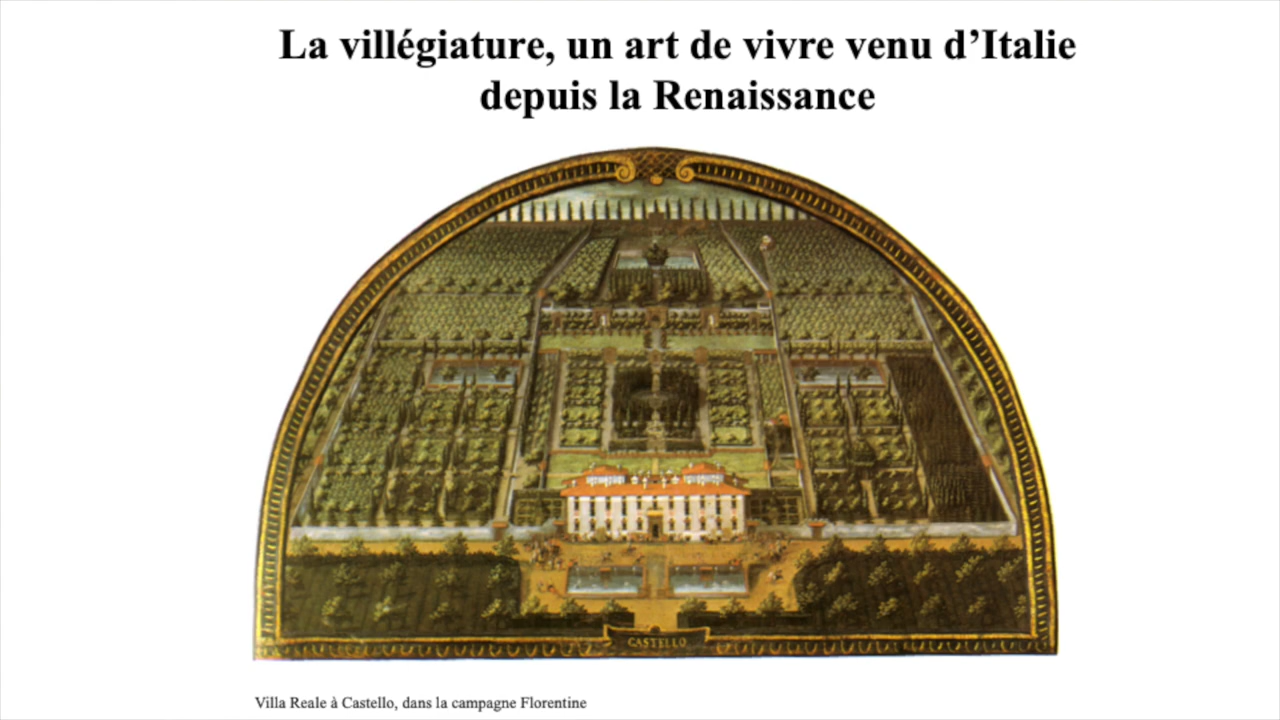 La villégiature, un art de vivre venu d’Italie
depuis la Renaissance
CASTELLO
Villa Reale à Castello, dans la campagne Florentine